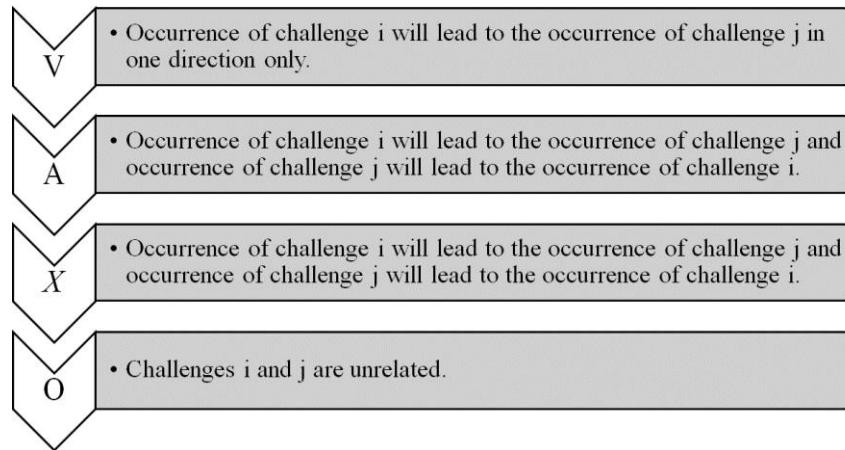 V
• Occurrence of challenge i will lead to the occurrence of challenge j in
one direction only.
A
• Occurrence of challenge i will lead to the occurrence of challenge j and
occurrence of challenge j will lead to the occurrence of challenge i.
X
• Occurrence of challenge i will lead to the occurrence of challenge j and
occurrence of challenge j will lead to the occurrence of challenge i.
O
• Challenges i and j are unrelated.